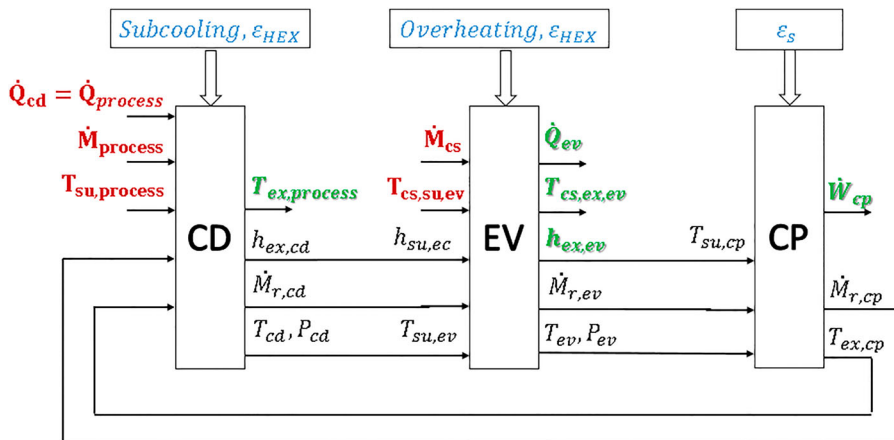 Subcooling, ε_HEX
Overheating, ε_HEX
ε_s
Q̇_cd = Q̇_process
Ṁ_process
T_su,process
T_ex,process
CD
h_ex,cd
Ṁ_r,cd
T_cd, P_cd
Ṁ_cs
T_cs,su,ev
h_su,ec
T_su,ev
EV
Q̇_ev
T_cs,ex,ev
h_ex,ev
Ṁ_r,ev
T_ev, P_ev
T_su,cp
CP
Ẇ_cp
Ṁ_r,cp
T_ex,cp